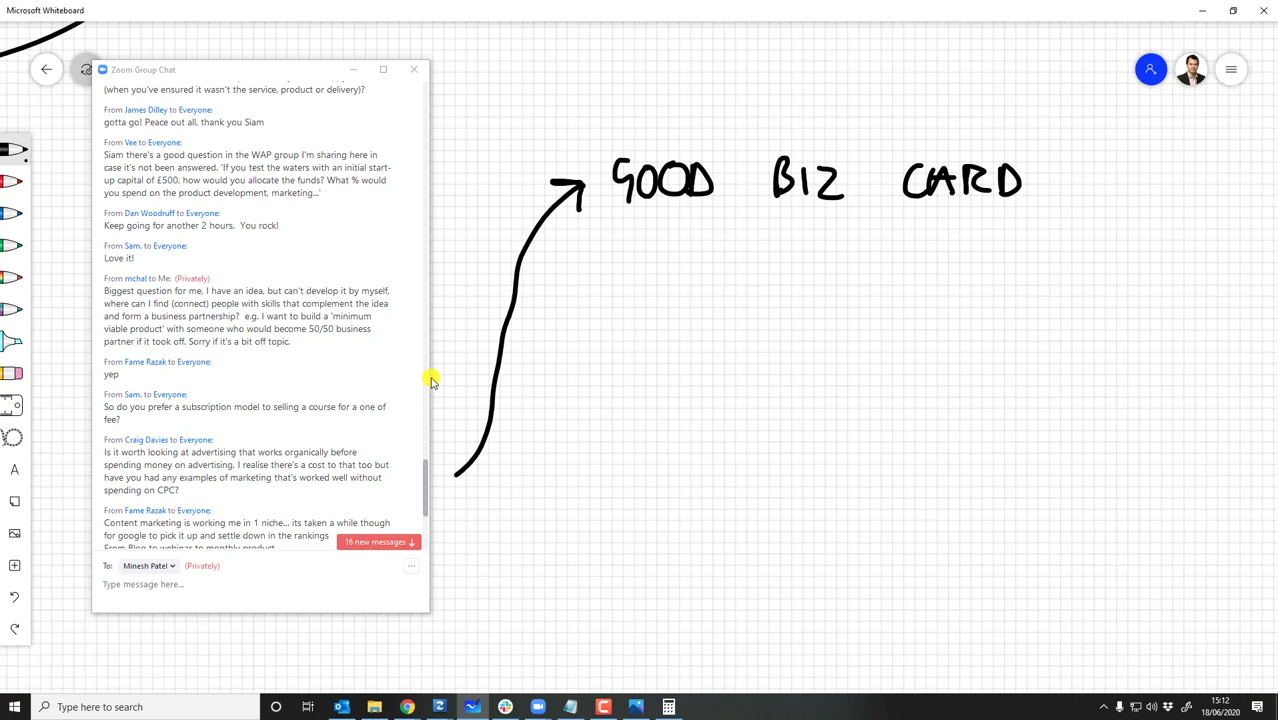 Microsoft Whiteboard
Zoom Group Chat
(when you've ensured it wasn't the service, product or delivery)?
From James Dilley to Everyone:
gotta go! Peace out all, thank you Siam
From Vee to Everyone:
Siam there's a good question in the WAP group I'm sharing here in
case it's not been answered. 'If you test the waters with an initial start-
up capital of £500, how would you allocate the funds? What % would
you spend on the product development, marketing...'
From Dan Woodruff to Everyone:
Keep going for another 2 hours.  You rock!
From Sam. to Everyone:
Love it!
From mchal to Me: (Privately)
Biggest question for me, I have an idea, but can't develop it by myself,
where can I find (connect) people with skills that complement the idea
and form a business partnership?  e.g. I want to build a 'minimum
viable product' with someone who would become 50/50 business
partner if it took off. Sorry if it's a bit off topic.
From Fame Razak to Everyone:
yep
From Sam. to Everyone:
So do you prefer a subscription model to selling a course for a one of
fee?
From Craig Davies to Everyone:
Is it worth looking at advertising that works organically before
spending money on advertising, I realise there's a cost to that too but
have you had any examples of marketing that's worked well without
spending on CPC?
From Fame Razak to Everyone:
Content marketing is working me in 1 niche... its taken a while though
for google to pick it up and settle down in the rankings
From Blog to webinar to monthly product
16 new messages
To: Minesh Patel (Privately)
Type message here...
GOOD BIZ CARD
A
Type here to search
15:12
18/06/2020